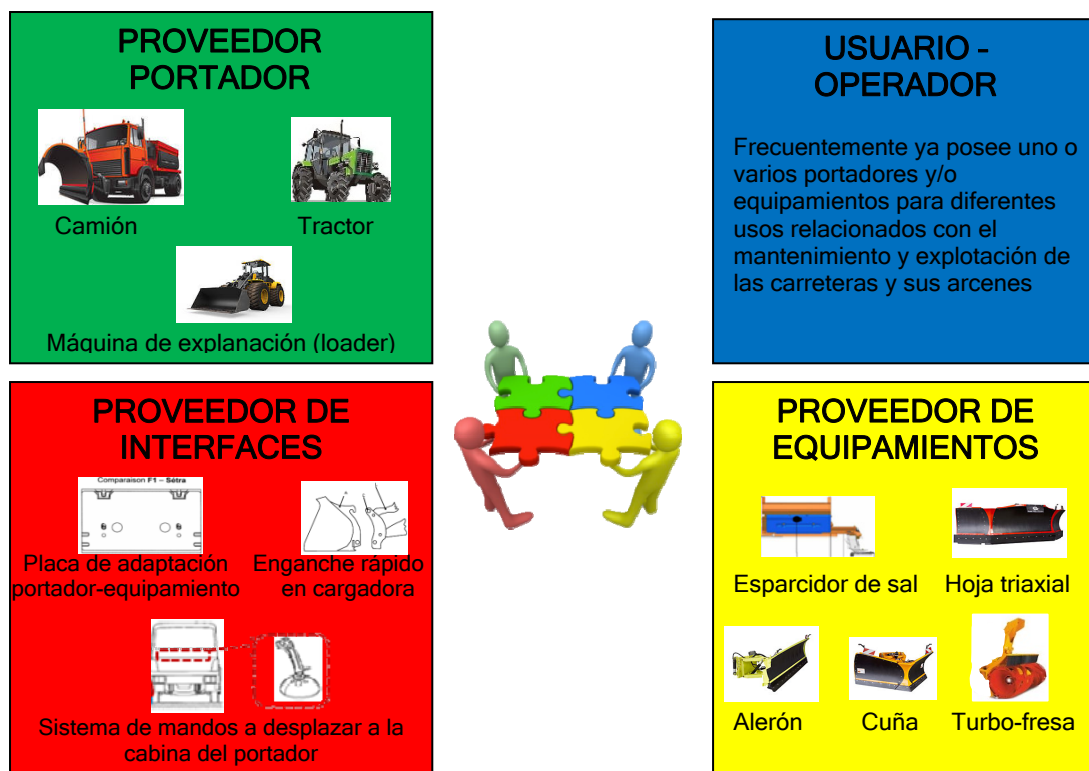 PROVEEDOR
PORTADOR
Camión
Tractor
Máquina de explanación (loader)
USUARIO -
OPERADOR
Frecuentemente ya posee uno o
varios portadores y/o
equipamientos para diferentes
usos relacionados con el
mantenimiento y explotación de
las carreteras y sus arcenes
PROVEEDOR DE
INTERFACES
Comparaison F1 – Sétra
Placa de adaptación
portador-equipamiento
Enganche rápido
en cargadora
Sistema de mandos a desplazar a la
cabina del portador
PROVEEDOR DE
EQUIPAMIENTOS
Esparcidor de sal
Hoja triaxial
Alerón
Cuña
Turbo-fresa